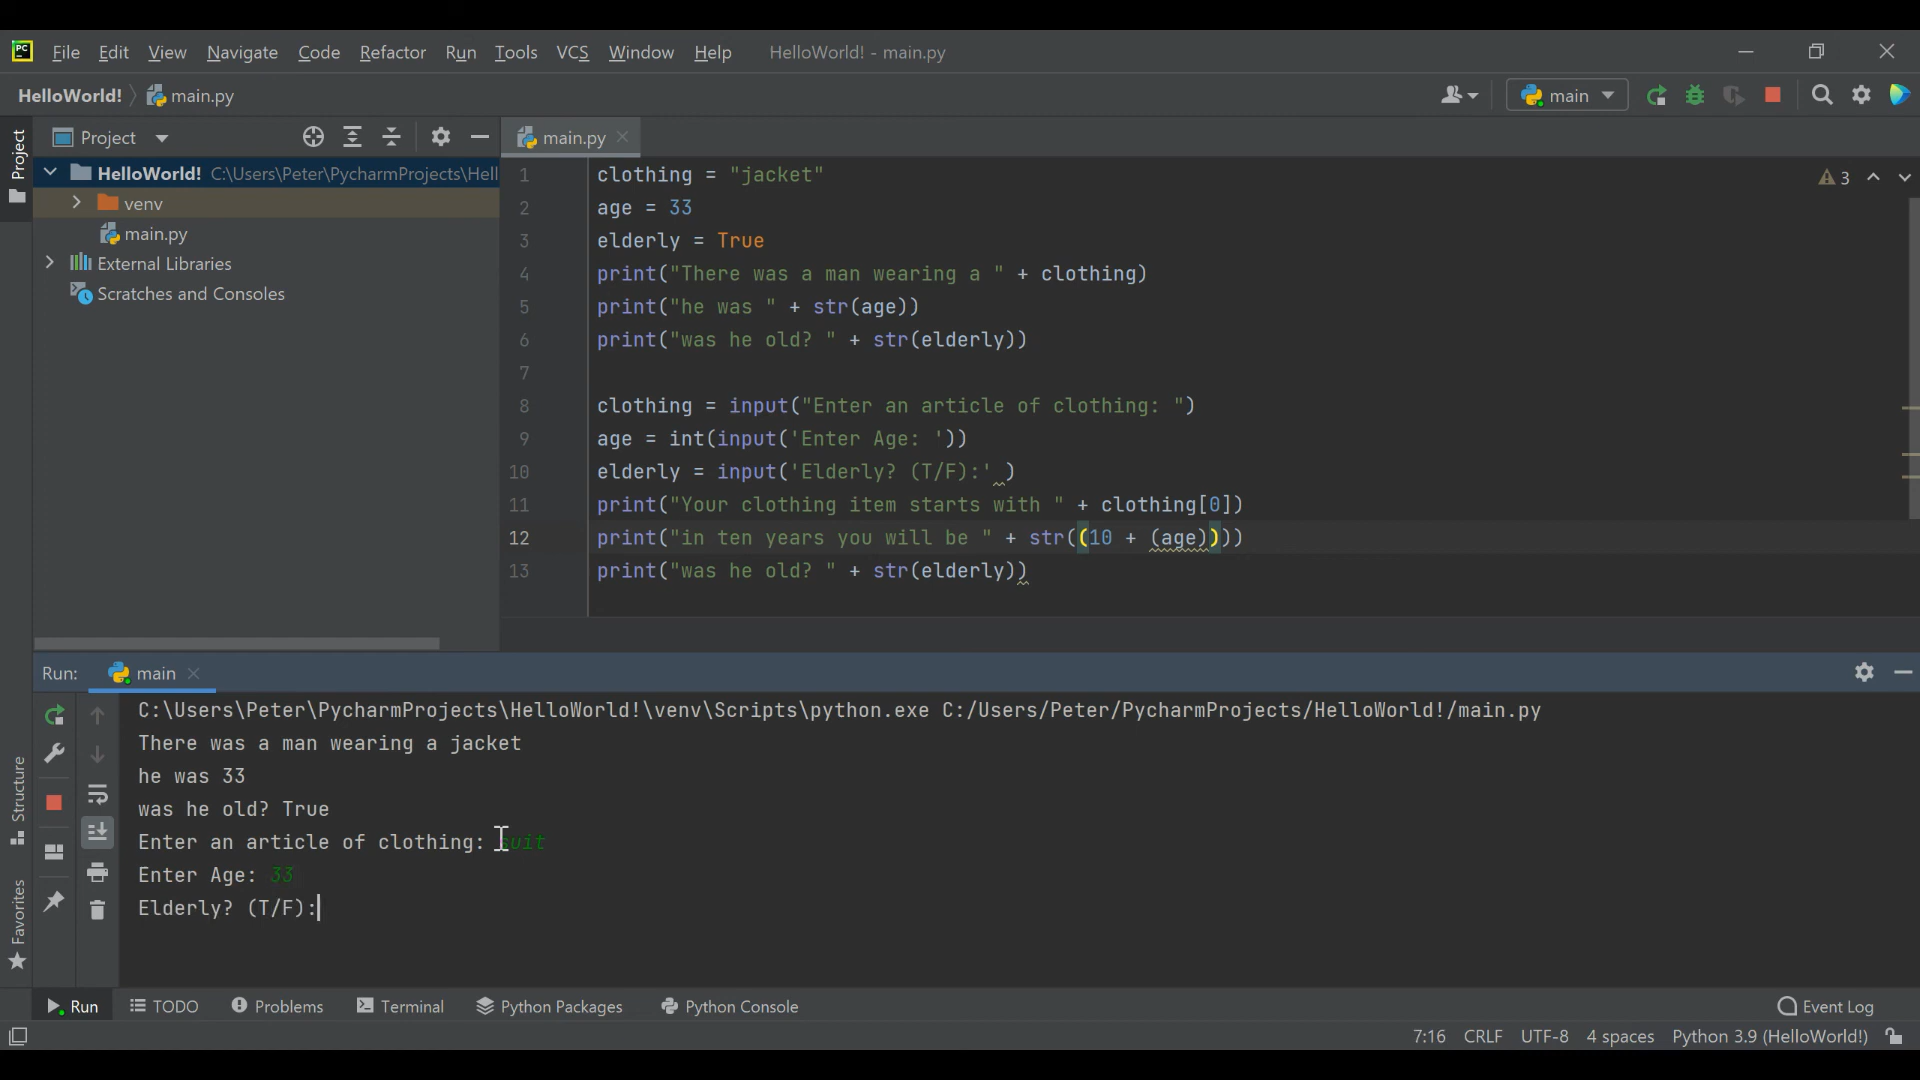 PC File Edit View Navigate Code Refactor Run Tools VCS Window Help HelloWorld! - main.py
HelloWorld! main.py main
Project main.py
HelloWorld! C:\Users\Peter\PycharmProjects\Hell
venv
main.py
External Libraries
Scratches and Consoles
Project
Structure
Favorites
3
1 clothing = "jacket"
2 age = 33
3 elderly = True
4 print("There was a man wearing a " + clothing)
5 print("he was " + str(age))
6 print("was he old? " + str(elderly))
7
8 clothing = input("Enter an article of clothing: ")
9 age = int(input('Enter Age: '))
10 elderly = input('Elderly? (T/F):' )
11 print("Your clothing item starts with " + clothing[0])
12 print("in ten years you will be " + str((10 + (age))))
13 print("was he old? " + str(elderly))
Run: main
C:\Users\Peter\PycharmProjects\HelloWorld!\venv\Scripts\python.exe C:/Users/Peter/PycharmProjects/HelloWorld!/main.py
There was a man wearing a jacket
he was 33
was he old? True
Enter an article of clothing: suit
Enter Age: 33
Elderly? (T/F):
Run TODO Problems Terminal Python Packages Python Console Event Log
7:16 CRLF UTF-8 4 spaces Python 3.9 (HelloWorld!)